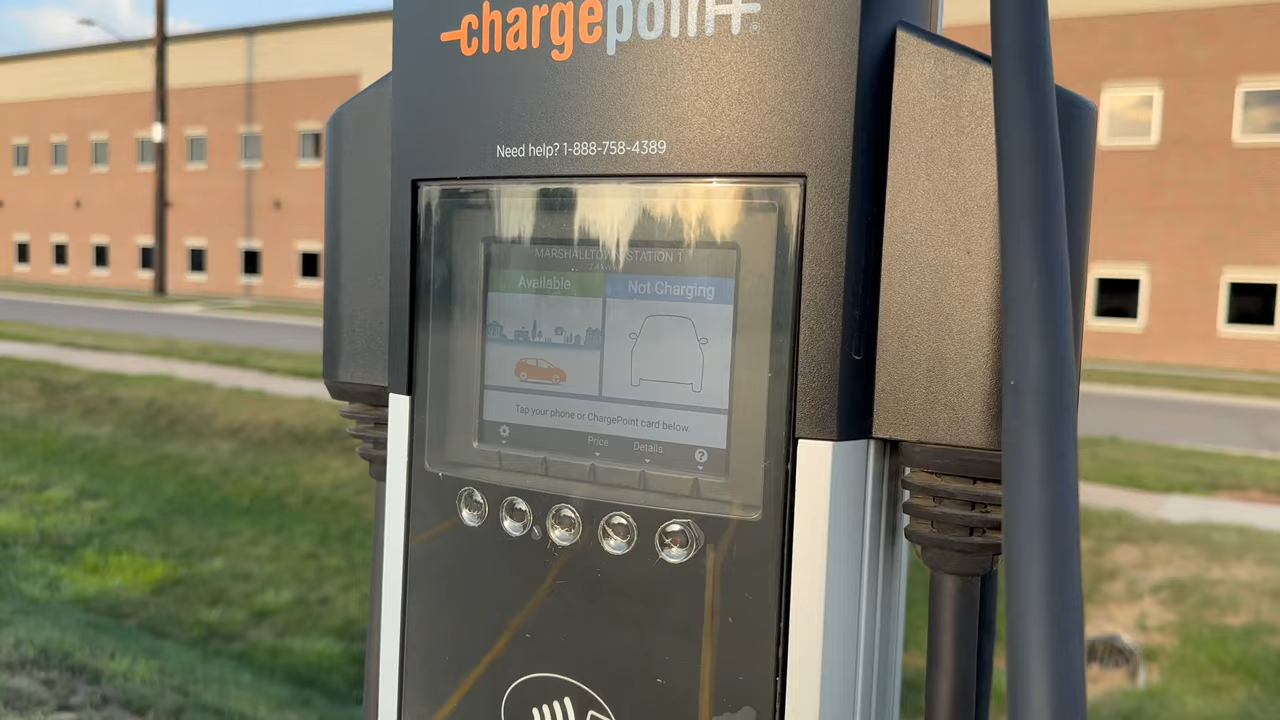 chargepoint+
Need help? 1-888-758-4389
MARSHALLTOWN STATION 1
Available
Not Charging
Tap your phone or ChargePoint card below.
Price
Details
?